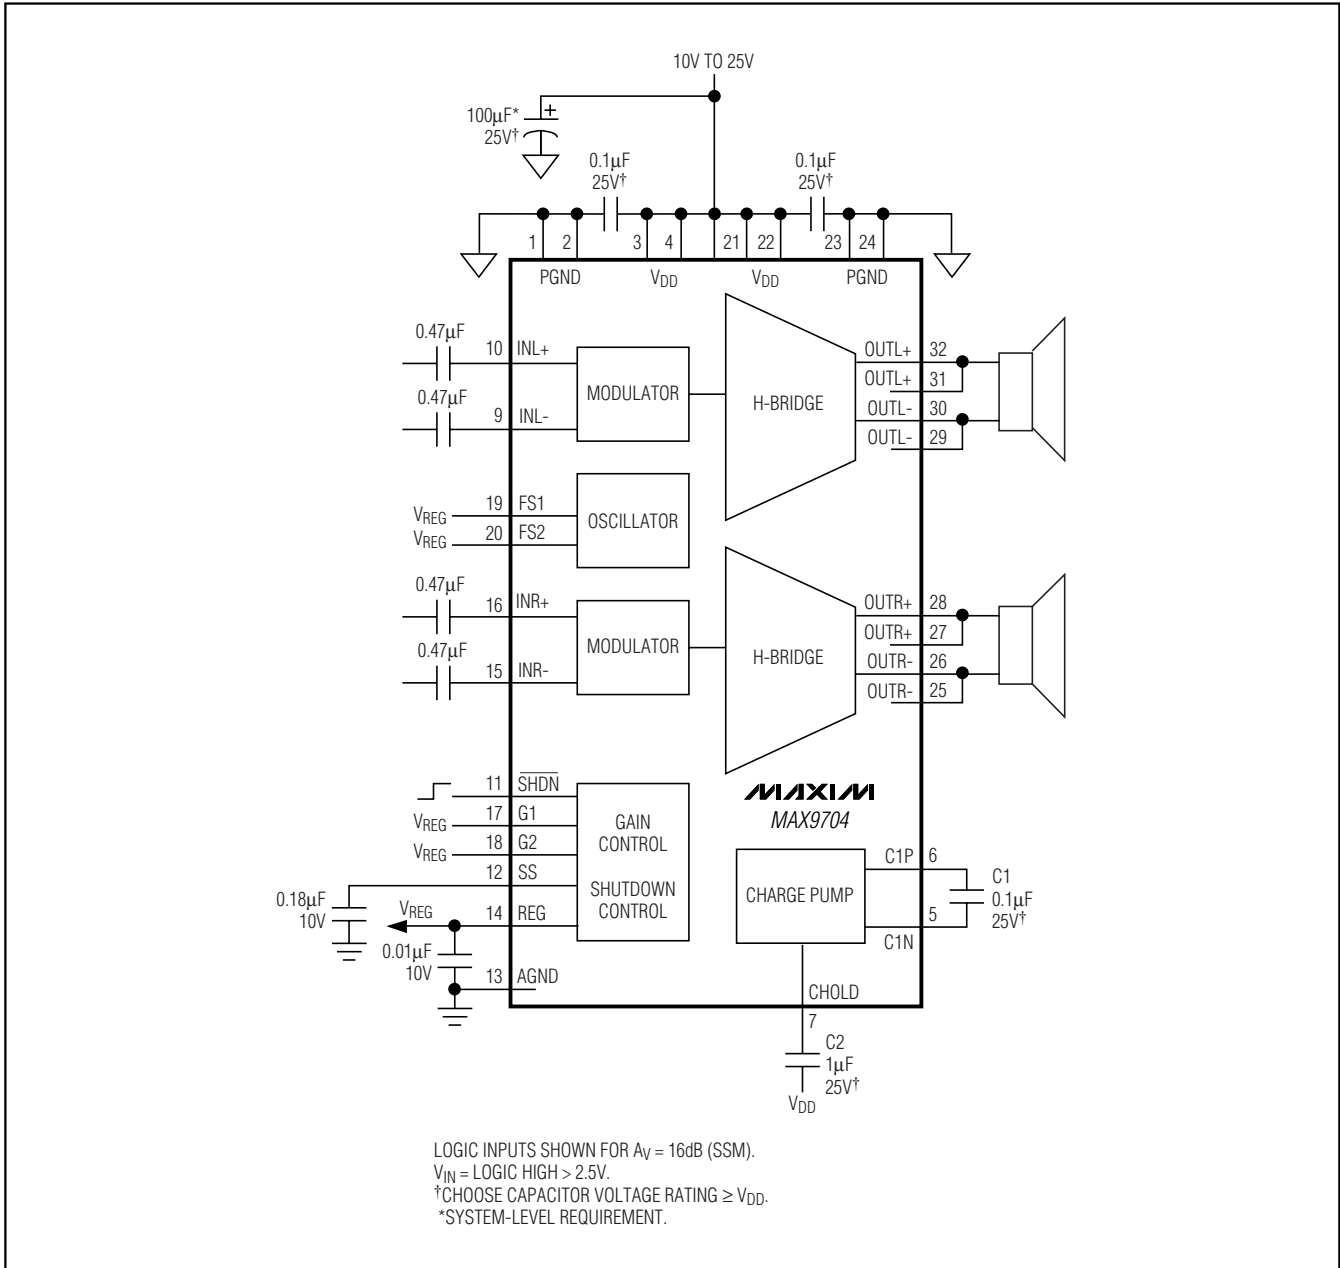 10V TO 25V
100µF*
25V†
0.1µF
25V†
0.1µF
25V†
1 2 3 4 21 22 23 24
PGND VDD VDD PGND
0.47µF
10 INL+
0.47µF
9 INL-
MODULATOR
H-BRIDGE
OUTL+ 32
OUTL+ 31
OUTL- 30
OUTL- 29
VREG 19 FS1
VREG 20 FS2
OSCILLATOR
0.47µF
16 INR+
0.47µF
15 INR-
MODULATOR
H-BRIDGE
OUTR+ 28
OUTR+ 27
OUTR- 26
OUTR- 25
11 SHDN
VREG 17 G1
VREG 18 G2
12 SS
0.18µF
10V
VREG 14 REG
0.01µF
10V
13 AGND
GAIN
CONTROL
SHUTDOWN
CONTROL
MAXIM
MAX9704
CHARGE PUMP
C1P 6
C1
0.1µF
25V†
5
C1N
CHOLD
7
C2
1µF
25V†
VDD
LOGIC INPUTS SHOWN FOR AV = 16dB (SSM).
VIN = LOGIC HIGH > 2.5V.
†CHOOSE CAPACITOR VOLTAGE RATING ≥ VDD.
*SYSTEM-LEVEL REQUIREMENT.